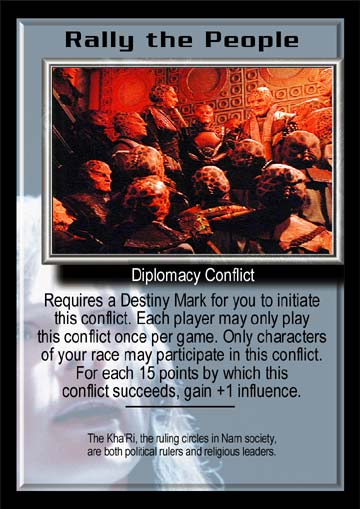 Rally the People
Diplomacy Conflict
Requires a Destiny Mark for you to initiate
this conflict. Each player may only play
this conflict once per game. Only characters
of your race may participate in this conflict.
For each 15 points by which this
conflict succeeds, gain +1 influence.
The Kha'Ri, the ruling circles in Narn society,
are both political rulers and religious leaders.